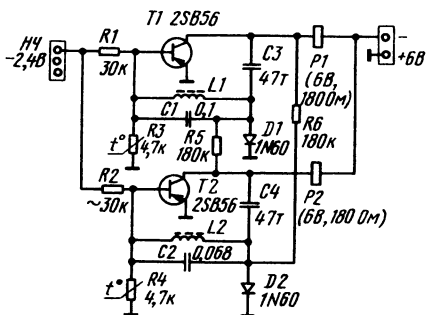 НЧ
-2,4В
R1
30к
T1 2SB56
C3
47т
P1
(6В,
180 Ом)
-
+6В
L1
C1 0,1
R3
4,7к
t°
R5
180к
D1
1N60
R6
180к
R2
~30к
T2
2SB56
C4
47т
P2
(6В, 180 Ом)
L2
C2 0,068
R4
4,7к
t°
D2
1N60